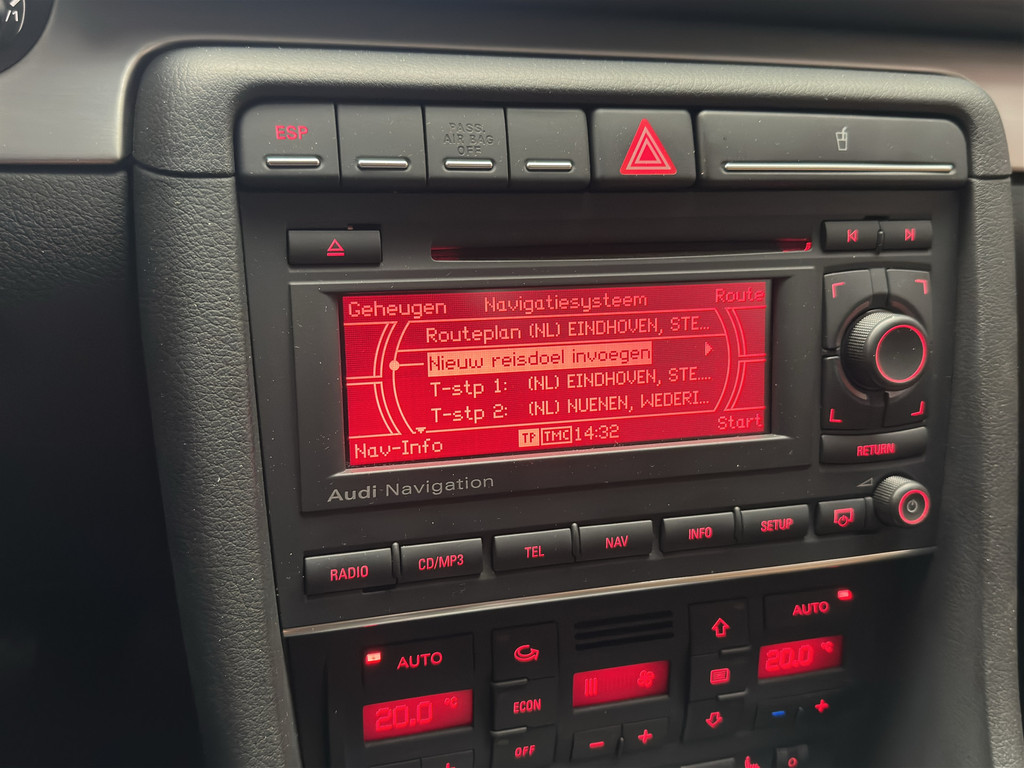 ESP
PASS.
AIR BAG
OFF
Geheugen Navigatiesysteem Route
Routeplan (NL) EINDHOVEN, STE...
Nieuw reisdoel invoegen
T-stp 1: (NL) EINDHOVEN, STE....
T-stp 2: (NL) NUENEN, WEDERI...
Nav-Info TP TMC 14:32 Start
RETURN
Audi Navigation
RADIO CD/MP3 TEL NAV INFO SETUP
AUTO AUTO
20.0 °C 20.0 °C
ECON
OFF